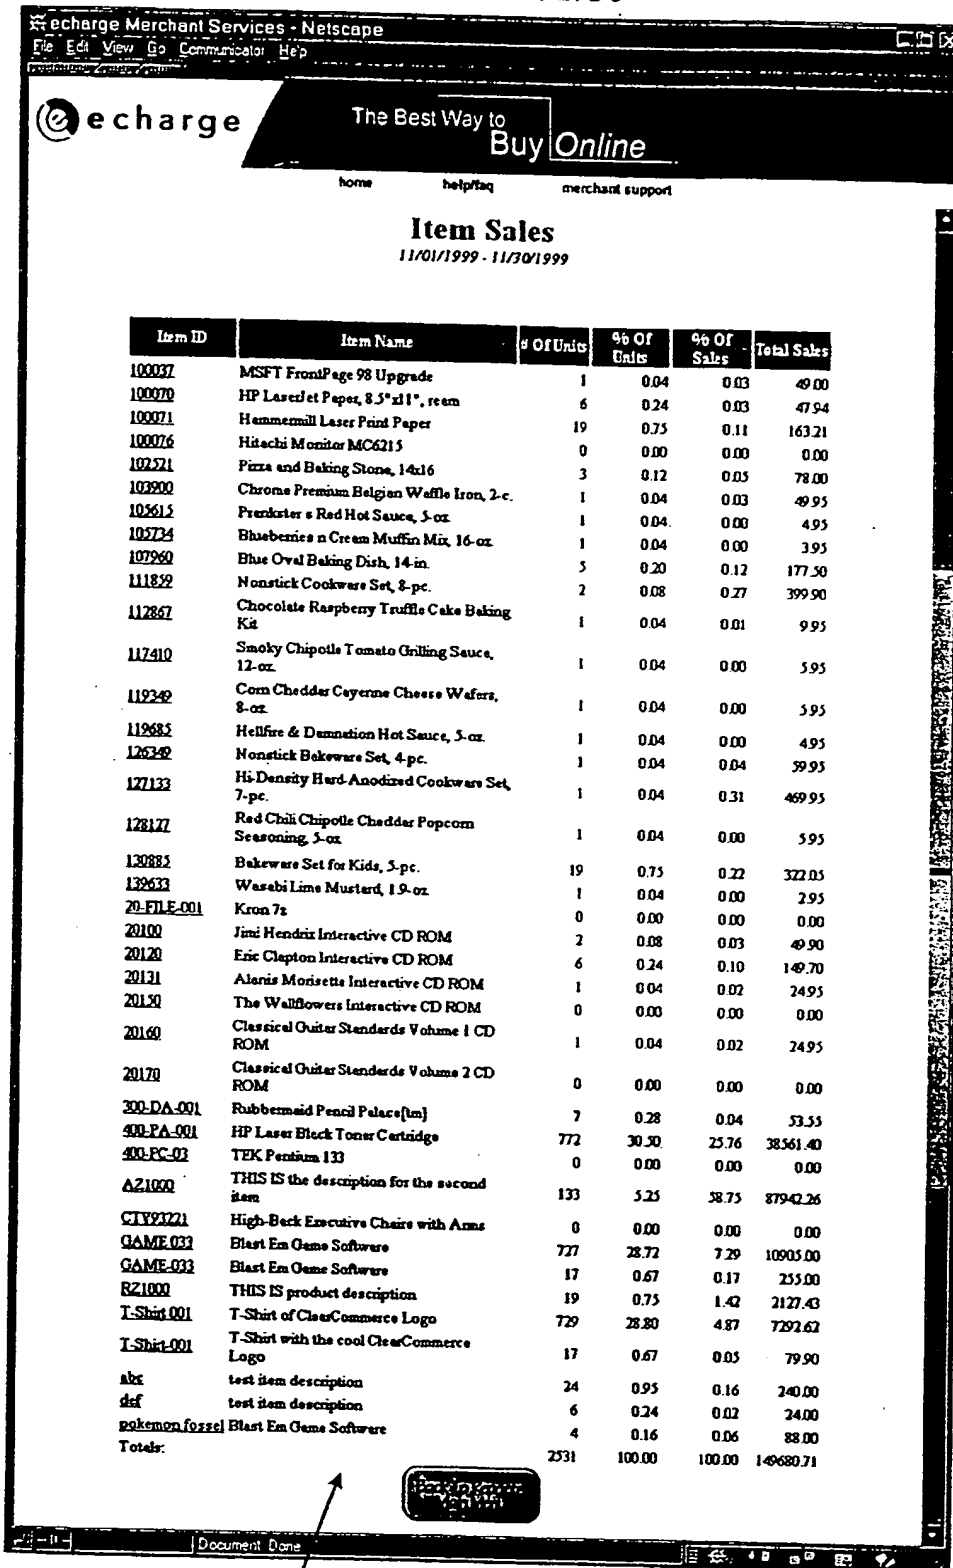 echarge Merchant Services - Netscape
File Edit View Go Communicator Help
e echarge
The Best Way to
Buy Online
home help/faq merchant support
Item Sales
11/01/1999 - 11/30/1999
Item ID Item Name # Of Units % Of Units % Of Sales Total Sales
100037 MSFT FrontPage 98 Upgrade 1 0.04 0.03 49.00
100070 HP LaserJet Paper, 8.5"x11", ream 6 0.24 0.03 47.94
100071 Hammermill Laser Print Paper 19 0.75 0.11 163.21
100076 Hitachi Monitor MC6215 0 0.00 0.00 0.00
102521 Pizza and Baking Stone, 14x16 3 0.12 0.05 78.00
103900 Chrome Premium Belgian Waffle Iron, 2-c. 1 0.04 0.03 49.95
105615 Prankster s Red Hot Sauce, 5-oz 1 0.04 0.00 4.95
105734 Blueberries n Cream Muffin Mix, 16-oz 1 0.04 0.00 3.95
107960 Blue Oval Baking Dish, 14-in. 5 0.20 0.12 177.50
111859 Nonstick Cookware Set, 8-pc. 2 0.08 0.27 399.90
112867 Chocolate Raspberry Truffle Cake Baking
Kit 1 0.04 0.01 9.95
117410 Smoky Chipotle Tomato Grilling Sauce,
12-oz. 1 0.04 0.00 5.95
119349 Corn Cheddar Cayenne Cheese Wafers,
8-oz. 1 0.04 0.00 5.95
119685 Hellfire & Damnation Hot Sauce, 5-oz. 1 0.04 0.00 4.95
126349 Nonstick Bakeware Set, 4-pc. 1 0.04 0.04 59.95
127133 Hi-Density Hard-Anodized Cookware Set,
7-pc. 1 0.04 0.31 469.95
128127 Red Chili Chipotle Cheddar Popcorn
Seasoning, 5-oz 1 0.04 0.00 5.95
130885 Bakeware Set for Kids, 5-pc. 19 0.75 0.22 322.05
139633 Wasabi Lime Mustard, 1.9-oz 1 0.04 0.00 2.95
20-FILE-001 Kron 7z 0 0.00 0.00 0.00
20100 Jimi Hendrix Interactive CD ROM 2 0.08 0.03 49.90
20120 Eric Clapton Interactive CD ROM 6 0.24 0.10 149.70
20131 Alanis Morisette Interactive CD ROM 1 0.04 0.02 24.95
20150 The Wallflowers Interactive CD ROM 0 0.00 0.00 0.00
20160 Classical Guitar Standards Volume 1 CD
ROM 1 0.04 0.02 24.95
20170 Classical Guitar Standards Volume 2 CD
ROM 0 0.00 0.00 0.00
300-DA-001 Rubbermaid Pencil Palace[tm] 7 0.28 0.04 53.55
400-PA-001 HP Laser Black Toner Cartridge 772 30.50 25.76 38561.40
400-PC-03 TEK Pentium 133 0 0.00 0.00 0.00
AZ1000 THIS IS the description for the second
item 133 5.25 58.75 87942.26
CTY93221 High-Back Executive Chairs with Arms 0 0.00 0.00 0.00
GAME 033 Blast Em Game Software 727 28.72 7.29 10905.00
GAME-033 Blast Em Game Software 17 0.67 0.17 255.00
RZ1000 THIS IS product description 19 0.75 1.42 2127.43
T-Shirt 001 T-Shirt of ClearCommerce Logo 729 28.80 4.87 7292.62
T-Shirt-001 T-Shirt with the cool ClearCommerce
Logo 17 0.67 0.05 79.90
abc test item description 24 0.95 0.16 240.00
def test item description 6 0.24 0.02 24.00
pokemon fossel Blast Em Game Software 4 0.16 0.06 88.00
Totals: 2531 100.00 100.00 149680.71
Document Done